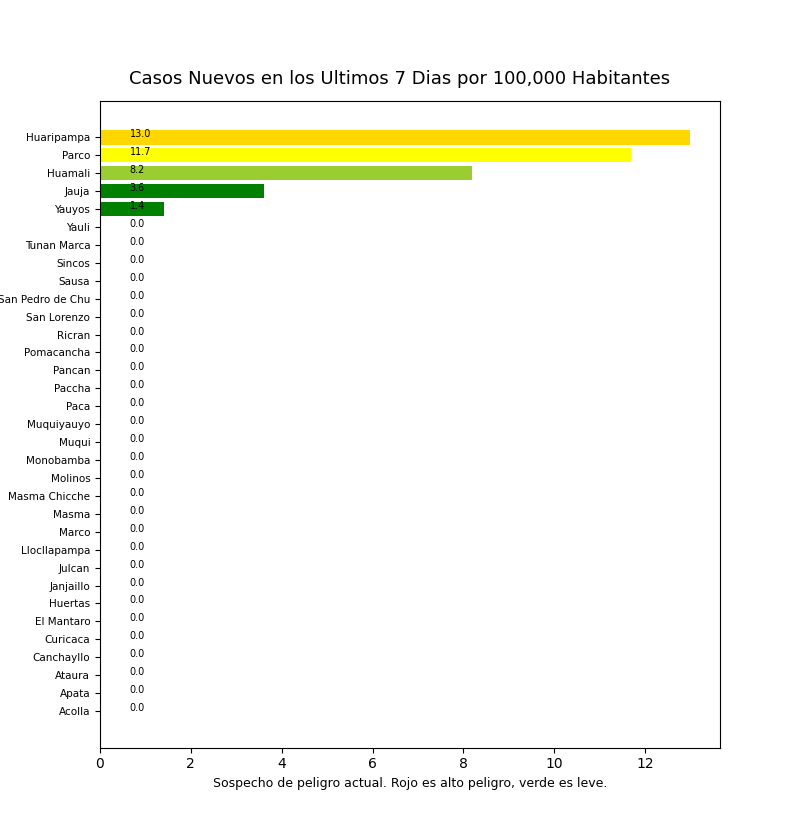 Casos Nuevos en los Ultimos 7 Dias por 100,000 Habitantes
Huaripampa 13.0
Parco 11.7
Huamali 8.2
Jauja 3.6
Yauyos 1.4
Yauli 0.0
Tunan Marca 0.0
Sincos 0.0
Sausa 0.0
San Pedro de Chu 0.0
San Lorenzo 0.0
Ricran 0.0
Pomacancha 0.0
Pancan 0.0
Paccha 0.0
Paca 0.0
Muquiyauyo 0.0
Muqui 0.0
Monobamba 0.0
Molinos 0.0
Masma Chicche 0.0
Masma 0.0
Marco 0.0
Llocllapampa 0.0
Julcan 0.0
Janjaillo 0.0
Huertas 0.0
El Mantaro 0.0
Curicaca 0.0
Canchayllo 0.0
Ataura 0.0
Apata 0.0
Acolla 0.0
0 2 4 6 8 10 12
Sospecho de peligro actual. Rojo es alto peligro, verde es leve.